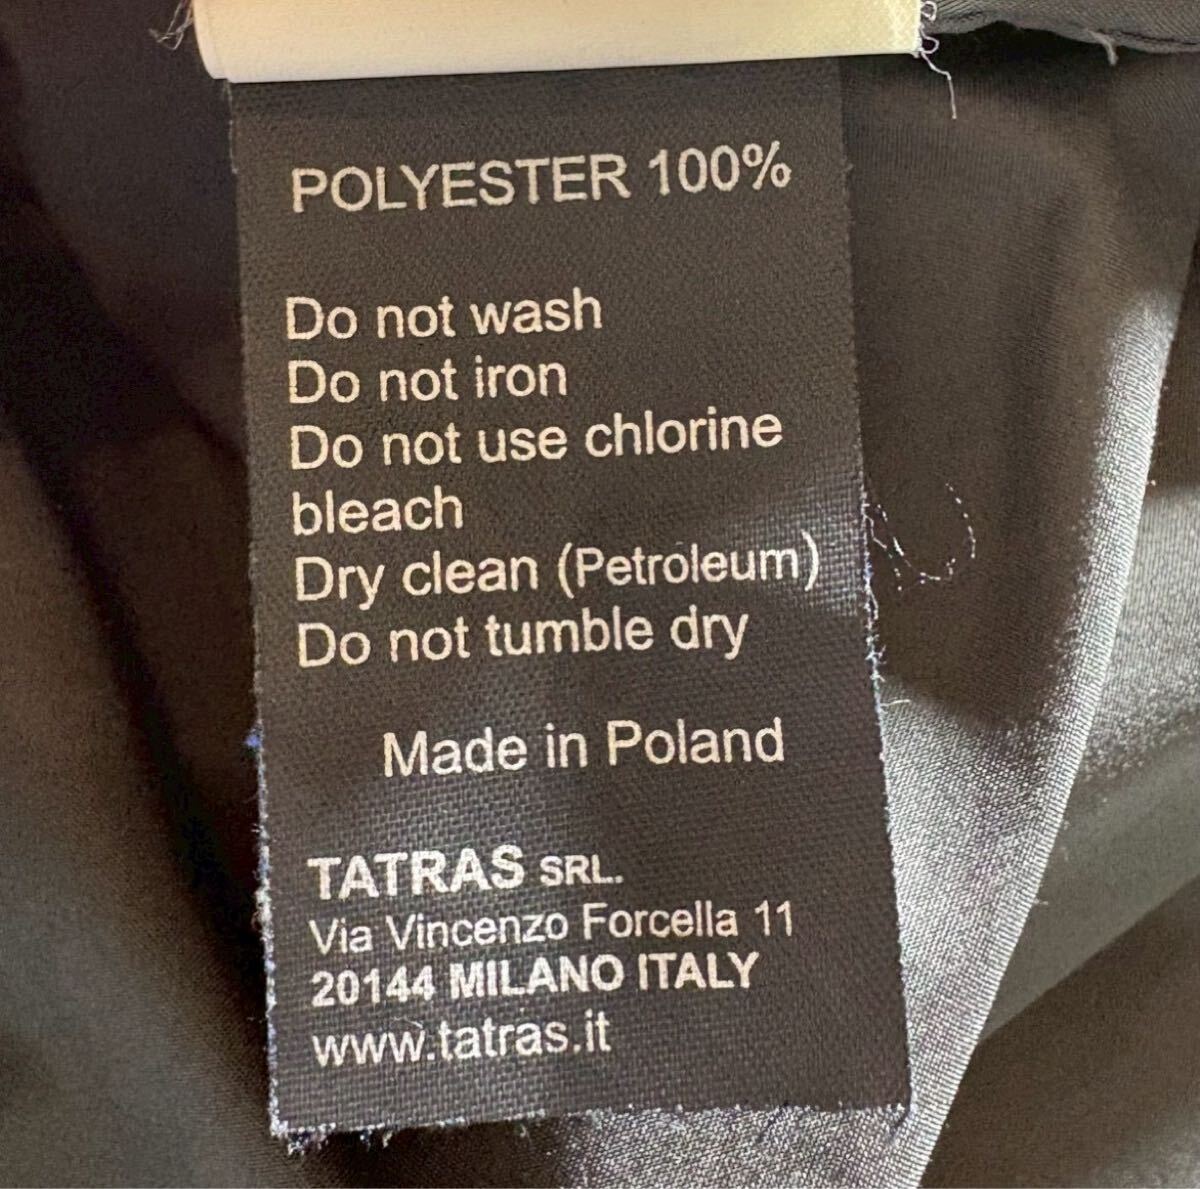 POLYESTER 100%
Do not wash
Do not iron
Do not use chlorine
bleach
Dry clean (Petroleum)
Do not tumble dry
Made in Poland
TATRAS SRL.
Via Vincenzo Forcella 11
20144 MILANO ITALY
www.tatras.it